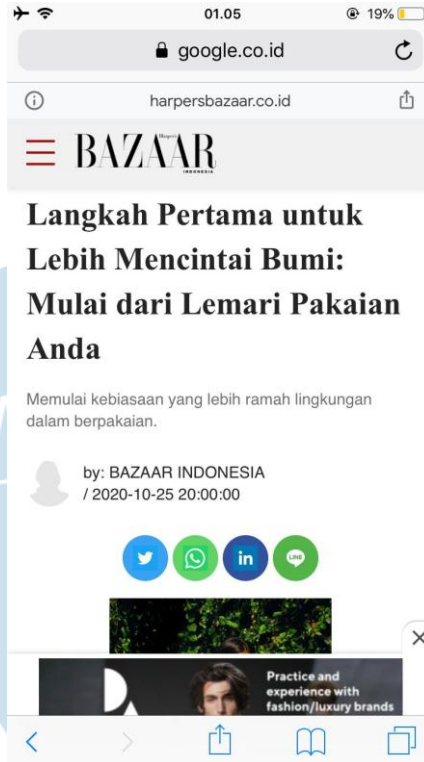 01.05
19%
google.co.id
harpersbazaar.co.id
Harper's
BAZAAR
INDONESIA
Langkah Pertama untuk
Lebih Mencintai Bumi:
Mulai dari Lemari Pakaian
Anda
Memulai kebiasaan yang lebih ramah lingkungan
dalam berpakaian.
by: BAZAAR INDONESIA
/ 2020-10-25 20:00:00
in
LINE
Practice and
experience with
fashion/luxury brands